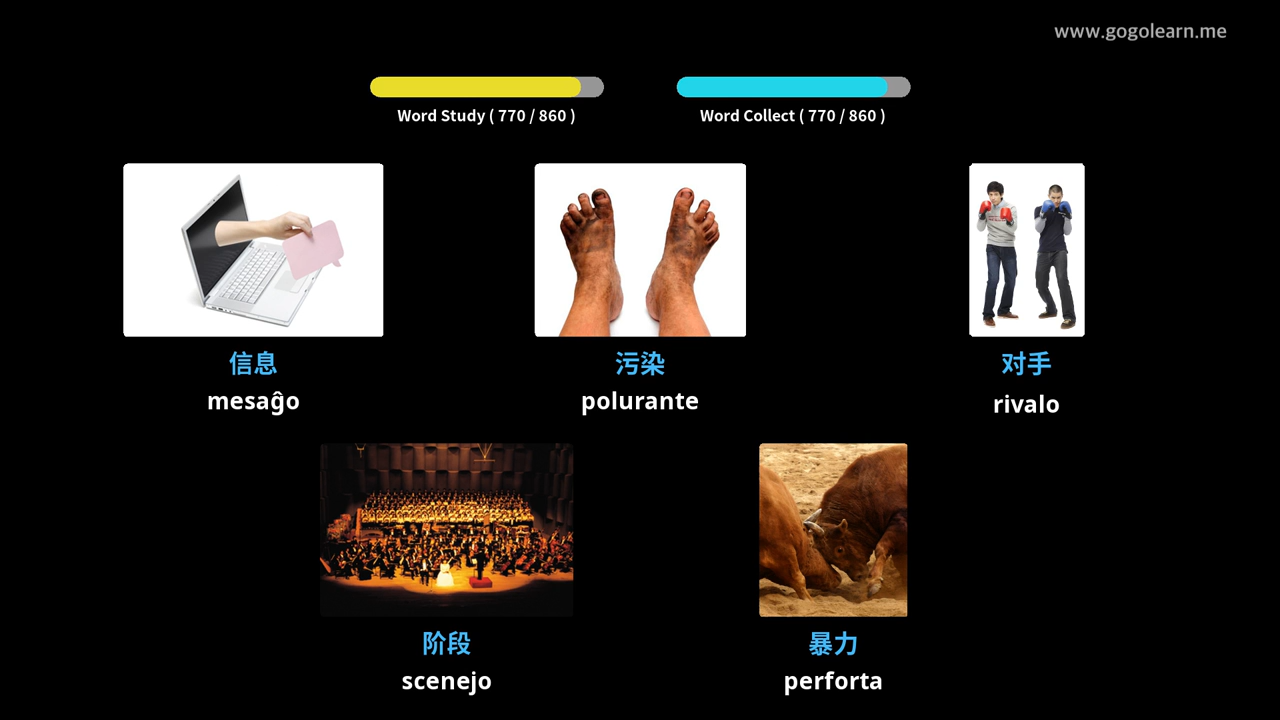 www.gogolearn.me
Word Study ( 770 / 860 )
Word Collect ( 770 / 860 )
信息
mesaĝo
污染
polurante
对手
rivalo
阶段
scenejo
暴力
perforta